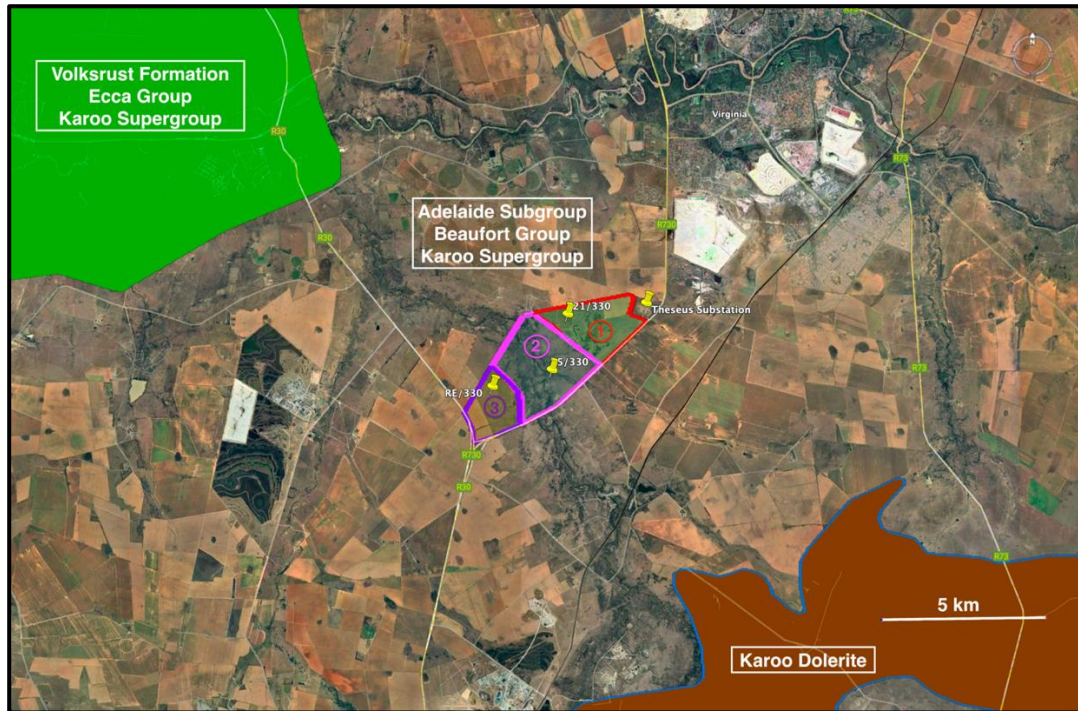 Volksrust Formation
Ecca Group
Karoo Supergroup
N
R30
Virginia
R73
Adelaide Subgroup
Beaufort Group
Karoo Supergroup
R30
R730
21/330
Theseus Substation
1
2
5/330
RE/330
3
R73
R730
R30
R73
5 km
Karoo Dolerite